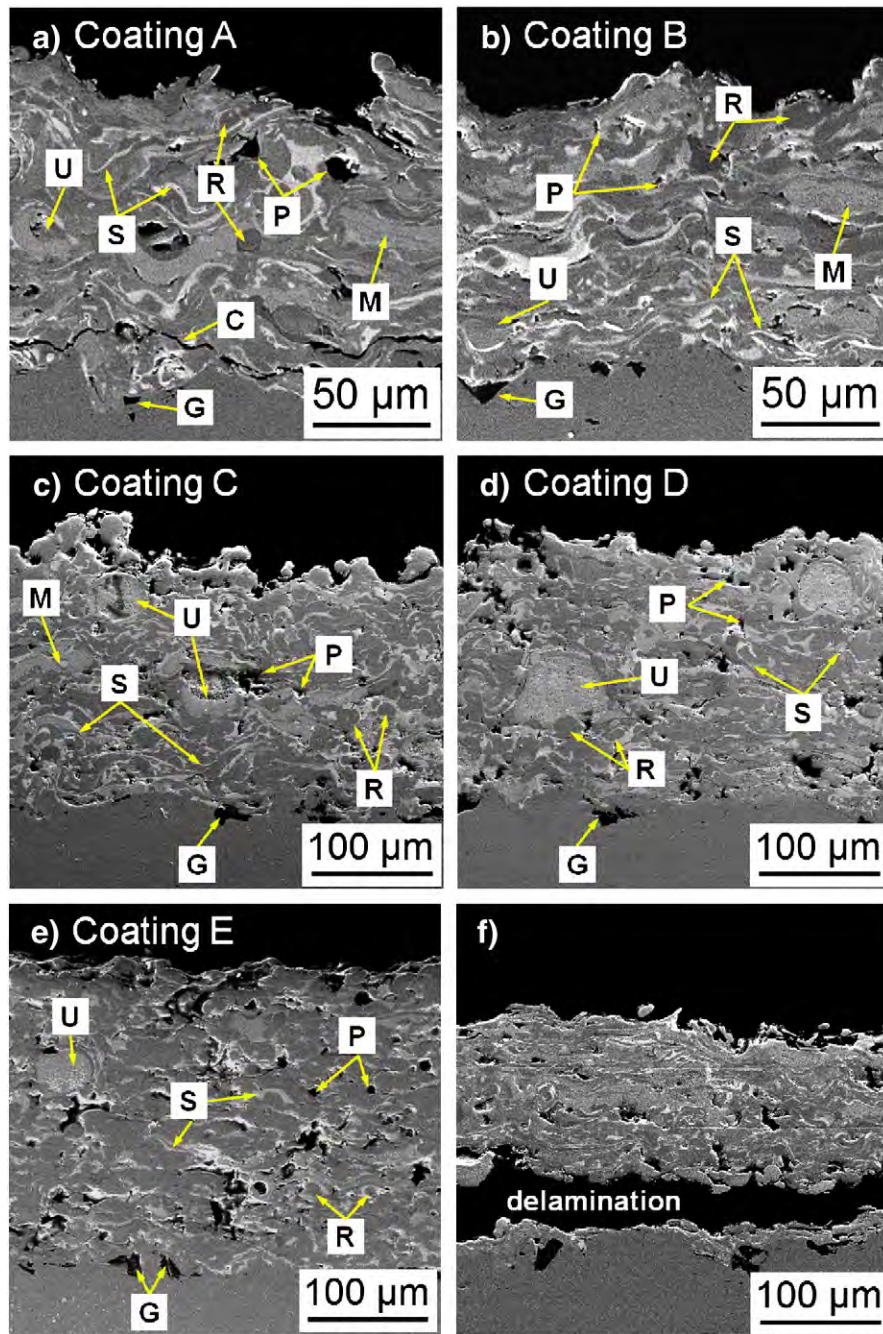 a) Coating A
R
U
S
R
P
M
C
G
50 µm
b) Coating B
R
P
S
U
M
G
50 µm
c) Coating C
M
U
P
S
R
G
100 µm
d) Coating D
P
U
S
R
G
100 µm
e) Coating E
U
P
S
R
G
100 µm
f)
delamination
100 µm